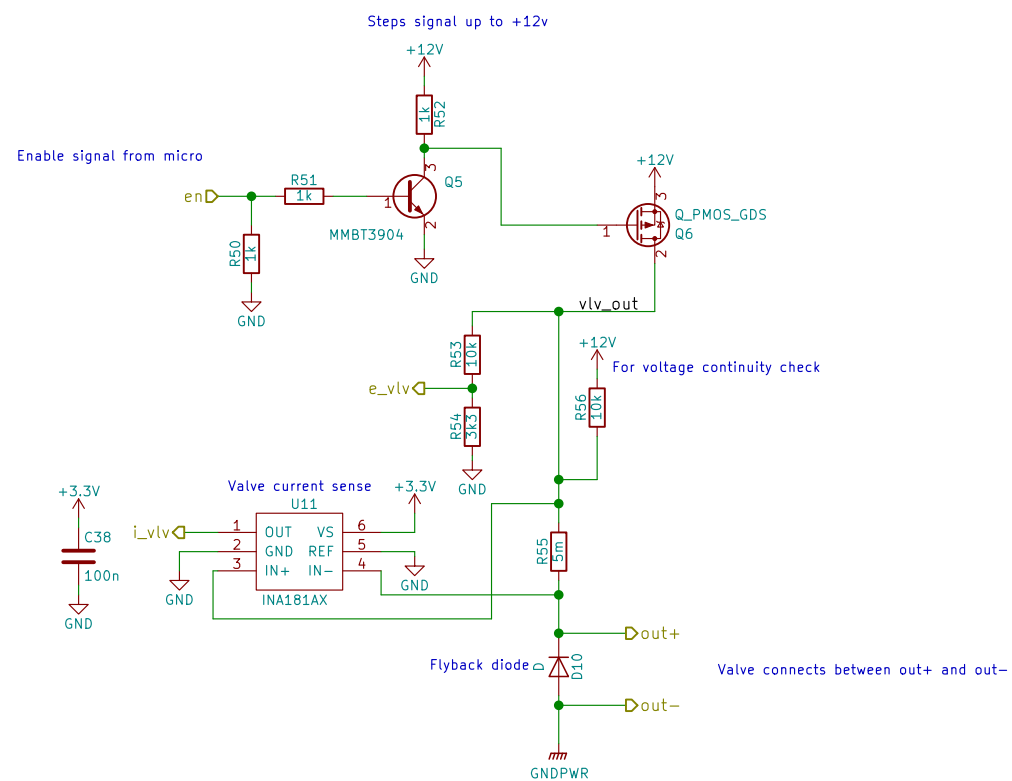 Steps signal up to +12v
+12V
1k
R52
Enable signal from micro
+12V
3
R51
en
1k
1
Q5
3
Q_PMOS_GDS
MMBT3904
2
1
Q6
R50
1k
GND
2
GND
vlv_out
+12V
R53
10k
For voltage continuity check
e_vlv
R56
10k
R54
3k3
GND
Valve current sense
+3.3V
+3.3V
U11
i_vlv
1
OUT
VS
6
C38
2
GND
REF
5
R55
5m
3
IN+
IN-
4
100n
GND
GND
INA181AX
GND
out+
Flyback diode
D
D10
Valve connects between out+ and out-
out-
GNDPWR